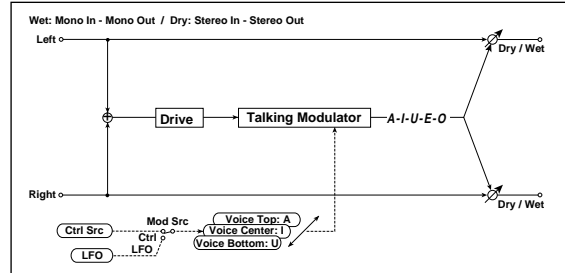 Wet: Mono In - Mono Out / Dry: Stereo In - Stereo Out
Left
Dry / Wet
Drive
Talking Modulator
A-I-U-E-O
Right
Dry / Wet
Mod Src
Voice Top: A
Ctrl Src
Voice Center: I
Ctrl
Voice Bottom: U
LFO
LFO